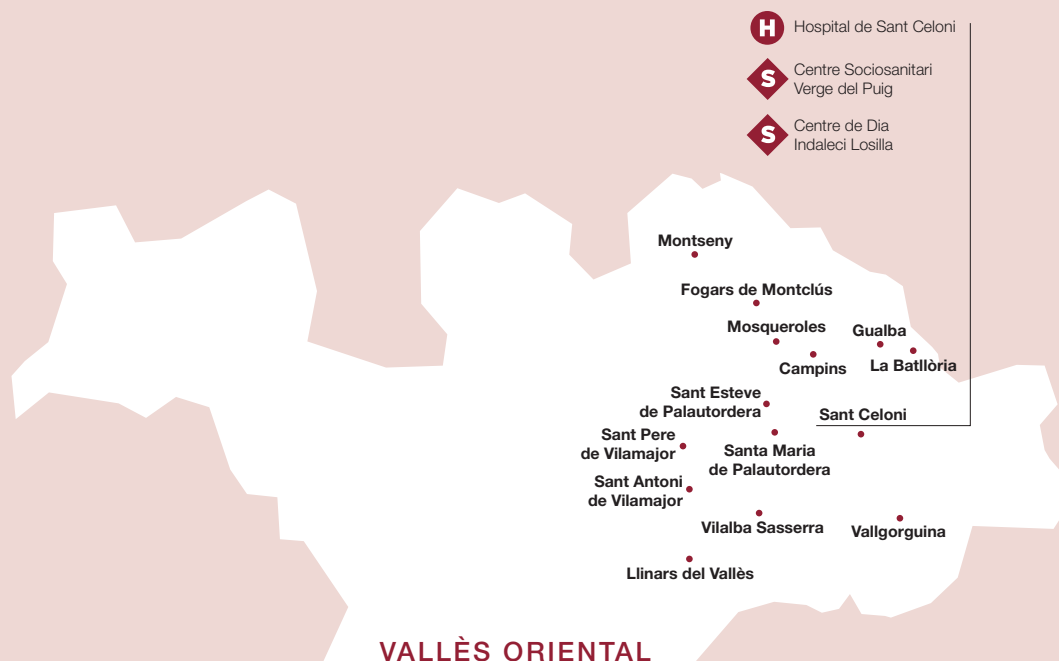 H Hospital de Sant Celoni
S Centre Sociosanitari
Verge del Puig
S Centre de Dia
Indaleci Losilla
Montseny
Fogars de Montclús
Mosqueroles
Gualba
Campins
La Batllòria
Sant Esteve
de Palautordera
Sant Celoni
Sant Pere
de Vilamajor
Santa Maria
de Palautordera
Sant Antoni
de Vilamajor
Vilalba Sasserra
Vallgorguina
Llinars del Vallès
VALLÈS ORIENTAL